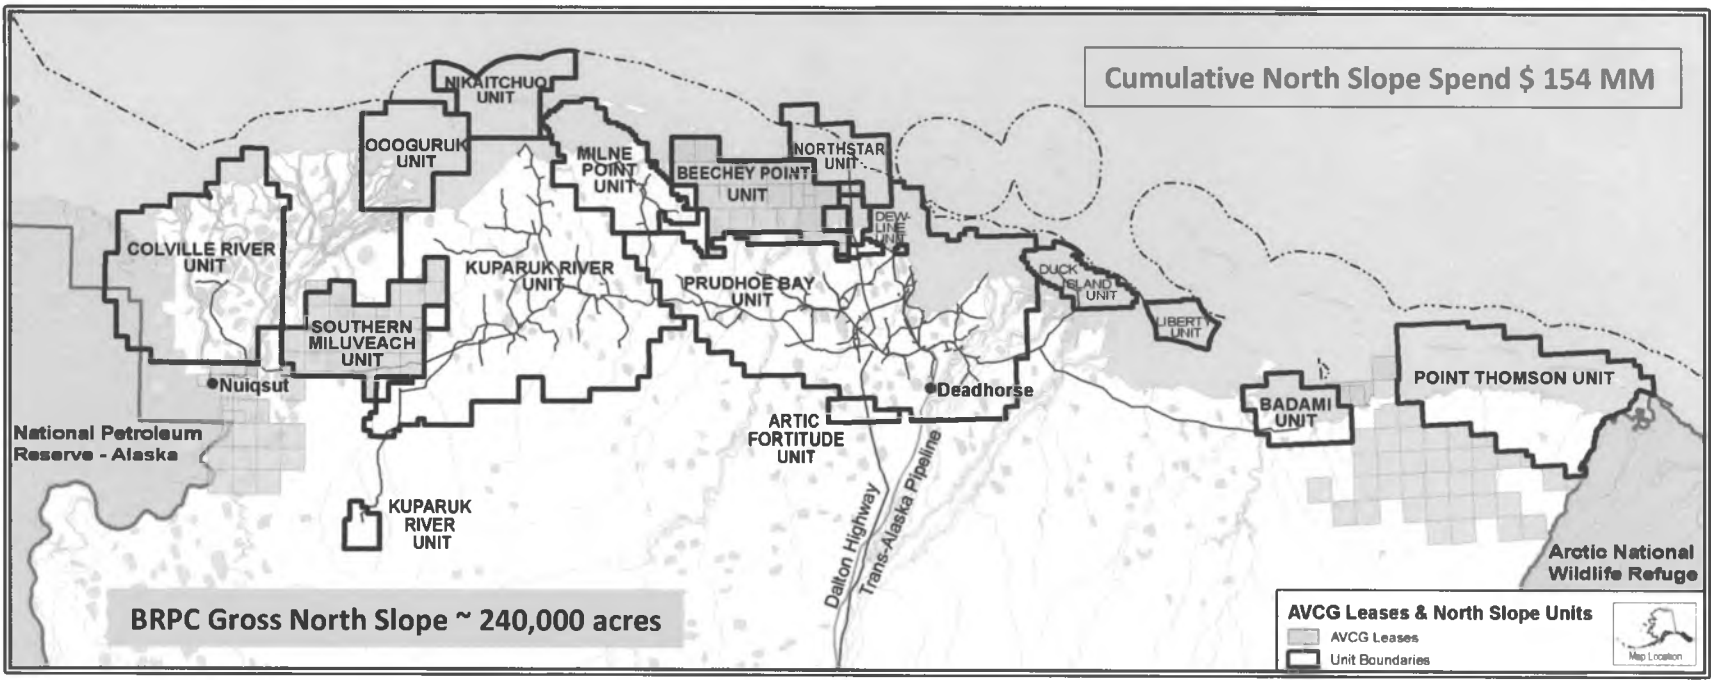 Cumulative North Slope Spend $ 154 MM
NIKAITCHUQ
UNIT
OOOGURUK
UNIT
MILNE
POINT
UNIT
BEECHEY POINT
UNIT
NORTHSTAR
UNIT
DEW-
LINE
UNIT
COLVILLE RIVER
UNIT
KUPARUK RIVER
UNIT
PRUDHOE BAY
UNIT
DUCK
ISLAND
UNIT
LIBERTY
UNIT
SOUTHERN
MILUVEACH
UNIT
POINT THOMSON UNIT
Nuiqsut
Deadhorse
BADAMI
UNIT
ARTIC
FORTITUDE
UNIT
National Petroleum
Reserve - Alaska
KUPARUK
RIVER
UNIT
Dalton Highway
Trans-Alaska Pipeline
Arctic National
Wildlife Refuge
BRPC Gross North Slope ~ 240,000 acres
AVCG Leases & North Slope Units
AVCG Leases
Unit Boundaries
Map Location